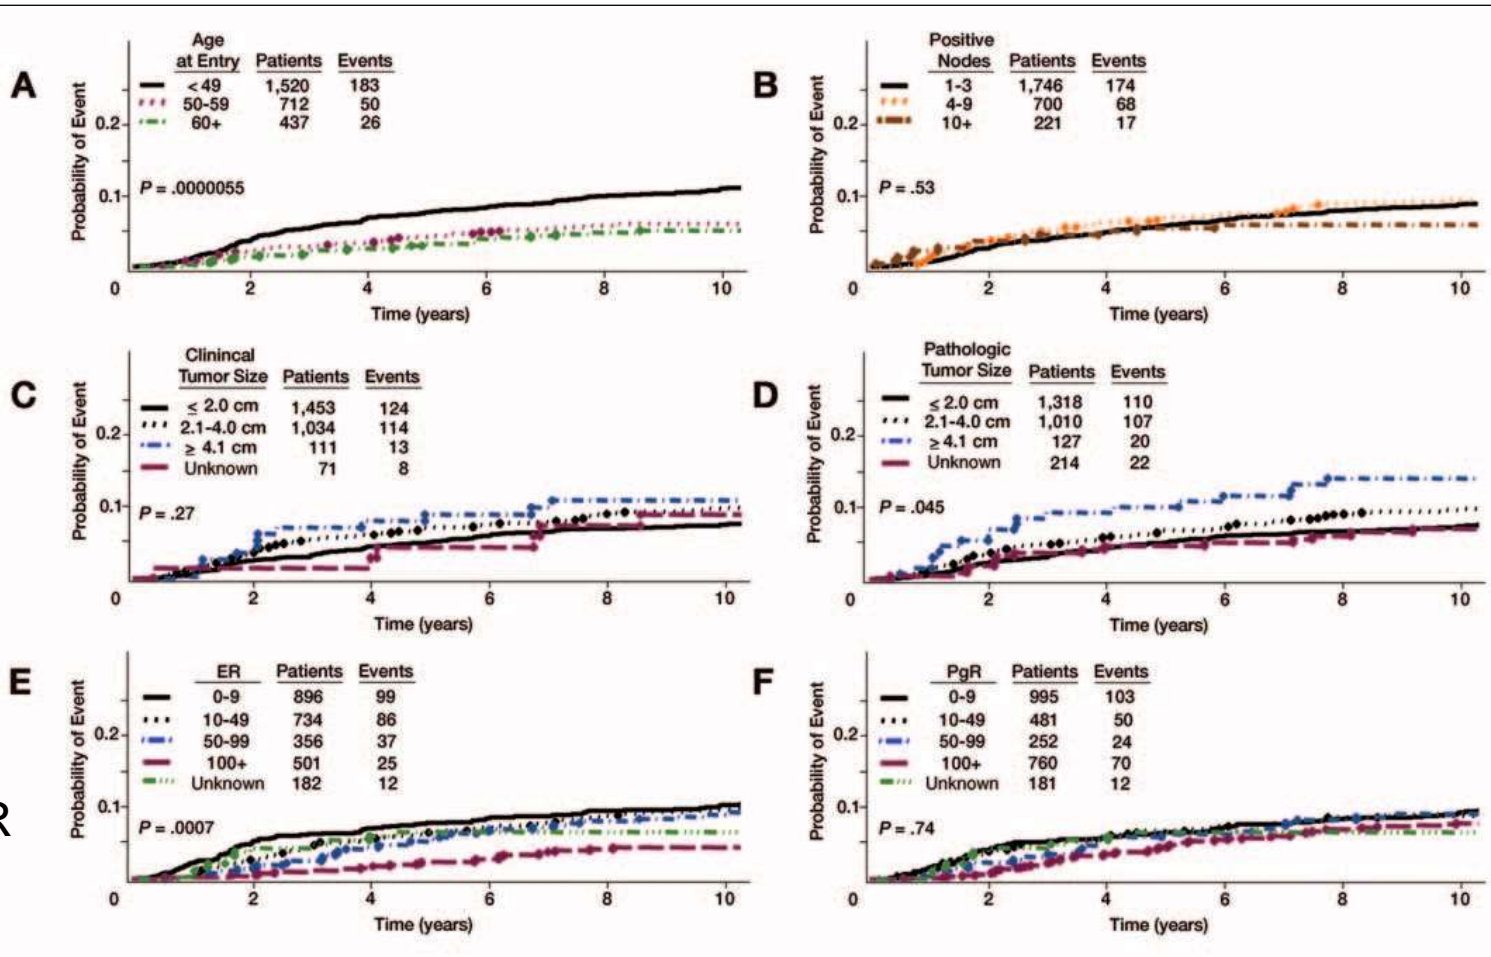 A
Age
at Entry Patients Events
< 49 1,520 183
50-59 712 50
60+ 437 26
P = .0000055
Probability of Event
0.2
0.1
0 2 4 6 8 10
Time (years)
B
Positive
Nodes Patients Events
1-3 1,746 174
4-9 700 68
10+ 221 17
P = .53
Probability of Event
0.2
0.1
0 2 4 6 8 10
Time (years)
C
Clinincal
Tumor Size Patients Events
≤ 2.0 cm 1,453 124
2.1-4.0 cm 1,034 114
≥ 4.1 cm 111 13
Unknown 71 8
P = .27
Probability of Event
0.2
0.1
0 2 4 6 8 10
Time (years)
D
Pathologic
Tumor Size Patients Events
≤ 2.0 cm 1,318 110
2.1-4.0 cm 1,010 107
≥ 4.1 cm 127 20
Unknown 214 22
P = .045
Probability of Event
0.2
0.1
0 2 4 6 8 10
Time (years)
E
ER Patients Events
0-9 896 99
10-49 734 86
50-99 356 37
100+ 501 25
Unknown 182 12
P = .0007
Probability of Event
0.2
0.1
0 2 4 6 8 10
Time (years)
R
F
PgR Patients Events
0-9 995 103
10-49 481 50
50-99 252 24
100+ 760 70
Unknown 181 12
P = .74
Probability of Event
0.2
0.1
0 2 4 6 8 10
Time (years)